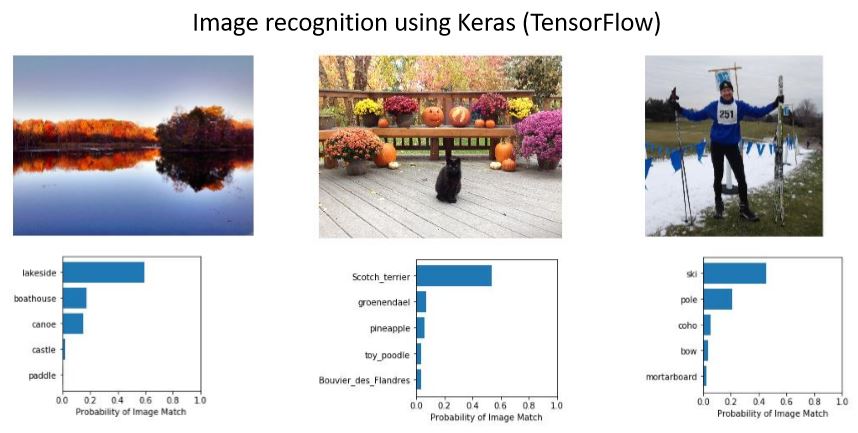 Image recognition using Keras (TensorFlow)
251
lakeside
boathouse
canoe
castle
paddle
0.0 0.2 0.4 0.6 0.8 1.0
Probability of Image Match
Scotch_terrier
groenendael
pineapple
toy_poodle
Bouvier_des_Flandres
0.0 0.2 0.4 0.6 0.8 1.0
Probability of Image Match
ski
pole
coho
bow
mortarboard
0.0 0.2 0.4 0.6 0.8 1.0
Probability of Image Match